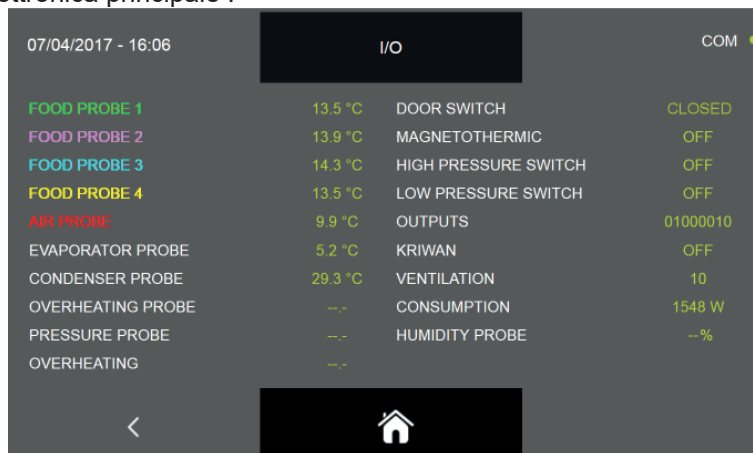 elettronica principale :
07/04/2017 - 16:06 I/O COM
FOOD PROBE 1 13.5 °C DOOR SWITCH CLOSED
FOOD PROBE 2 13.9 °C MAGNETOTHERMIC OFF
FOOD PROBE 3 14.3 °C HIGH PRESSURE SWITCH OFF
FOOD PROBE 4 13.5 °C LOW PRESSURE SWITCH OFF
AIR PROBE 9.9 °C OUTPUTS 01000010
EVAPORATOR PROBE 5.2 °C KRIWAN OFF
CONDENSER PROBE 29.3 °C VENTILATION 10
OVERHEATING PROBE --.- CONSUMPTION 1548 W
PRESSURE PROBE --.- HUMIDITY PROBE --%
OVERHEATING --.-